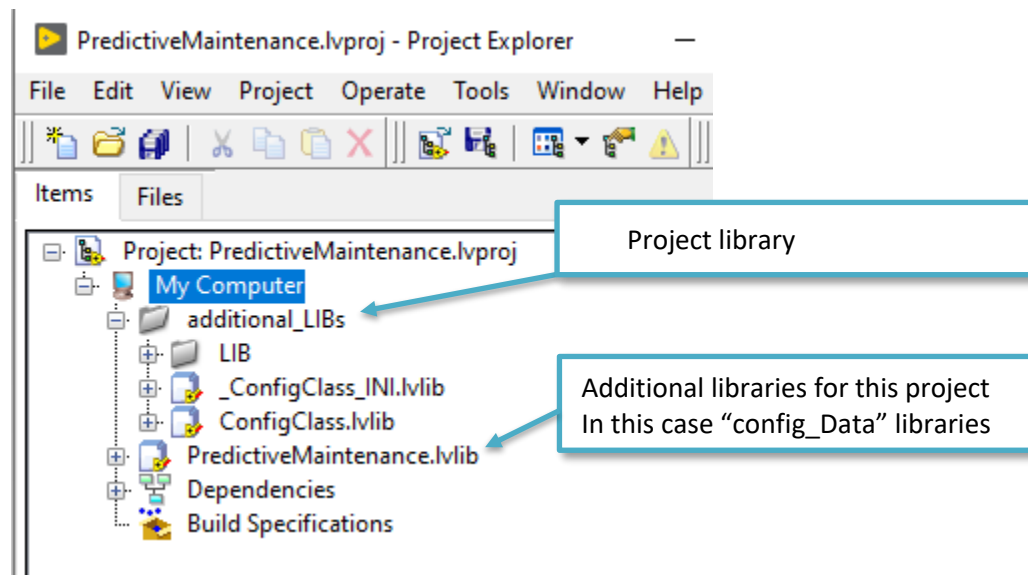 PredictiveMaintenance.lvproj - Project Explorer
File Edit View Project Operate Tools Window Help
Items Files
Project: PredictiveMaintenance.lvproj
My Computer
additional_LIBs
LIB
_ConfigClass_INI.lvlib
ConfigClass.lvlib
PredictiveMaintenance.lvlib
Dependencies
Build Specifications
Project library
Additional libraries for this project
In this case “config_Data” libraries